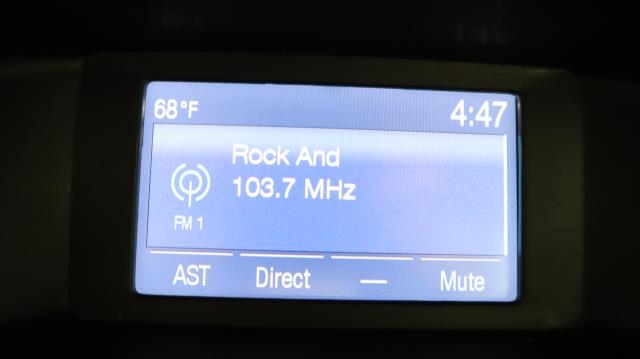 68°F 4:47
Rock And
103.7 MHz
FM 1
AST Direct — Mute